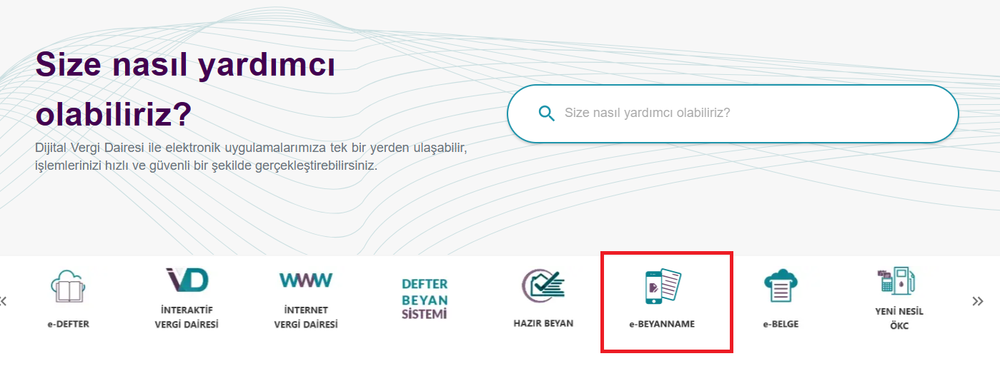 Size nasıl yardımcı
olabiliriz?
Size nasıl yardımcı olabiliriz?
Dijital Vergi Dairesi ile elektronik uygulamalarımıza tek bir yerden ulaşabilir,
işlemlerinizi hızlı ve güvenli bir şekilde gerçekleştirebilirsiniz.
e-DEFTER
İVD
İNTERAKTİF
VERGİ DAİRESİ
WWW
İNTERNET
VERGİ DAİRESİ
DEFTER
BEYAN
SİSTEMİ
HAZIR BEYAN
e-BEYANNAME
e-BELGE
YENİ NESİL
ÖKC